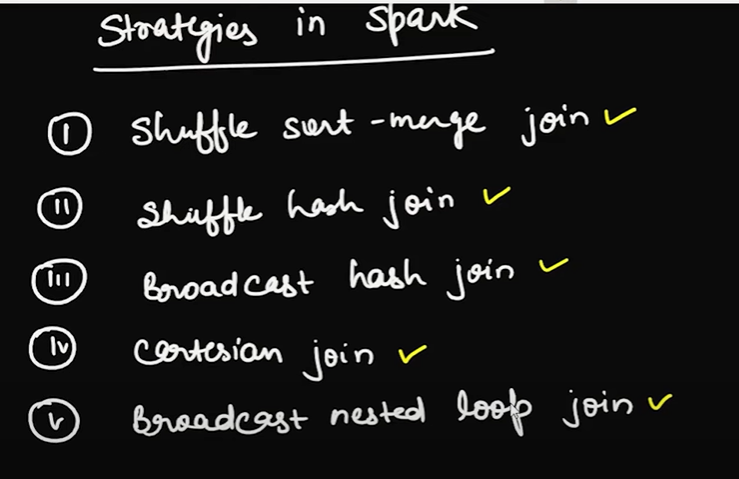 Strategies in Spark
(i) Shuffle sort-merge join ✓
(ii) Shuffle hash join ✓
(iii) Broadcast hash join ✓
(iv) Cartesian join ✓
(v) Broadcast nested loop join ✓